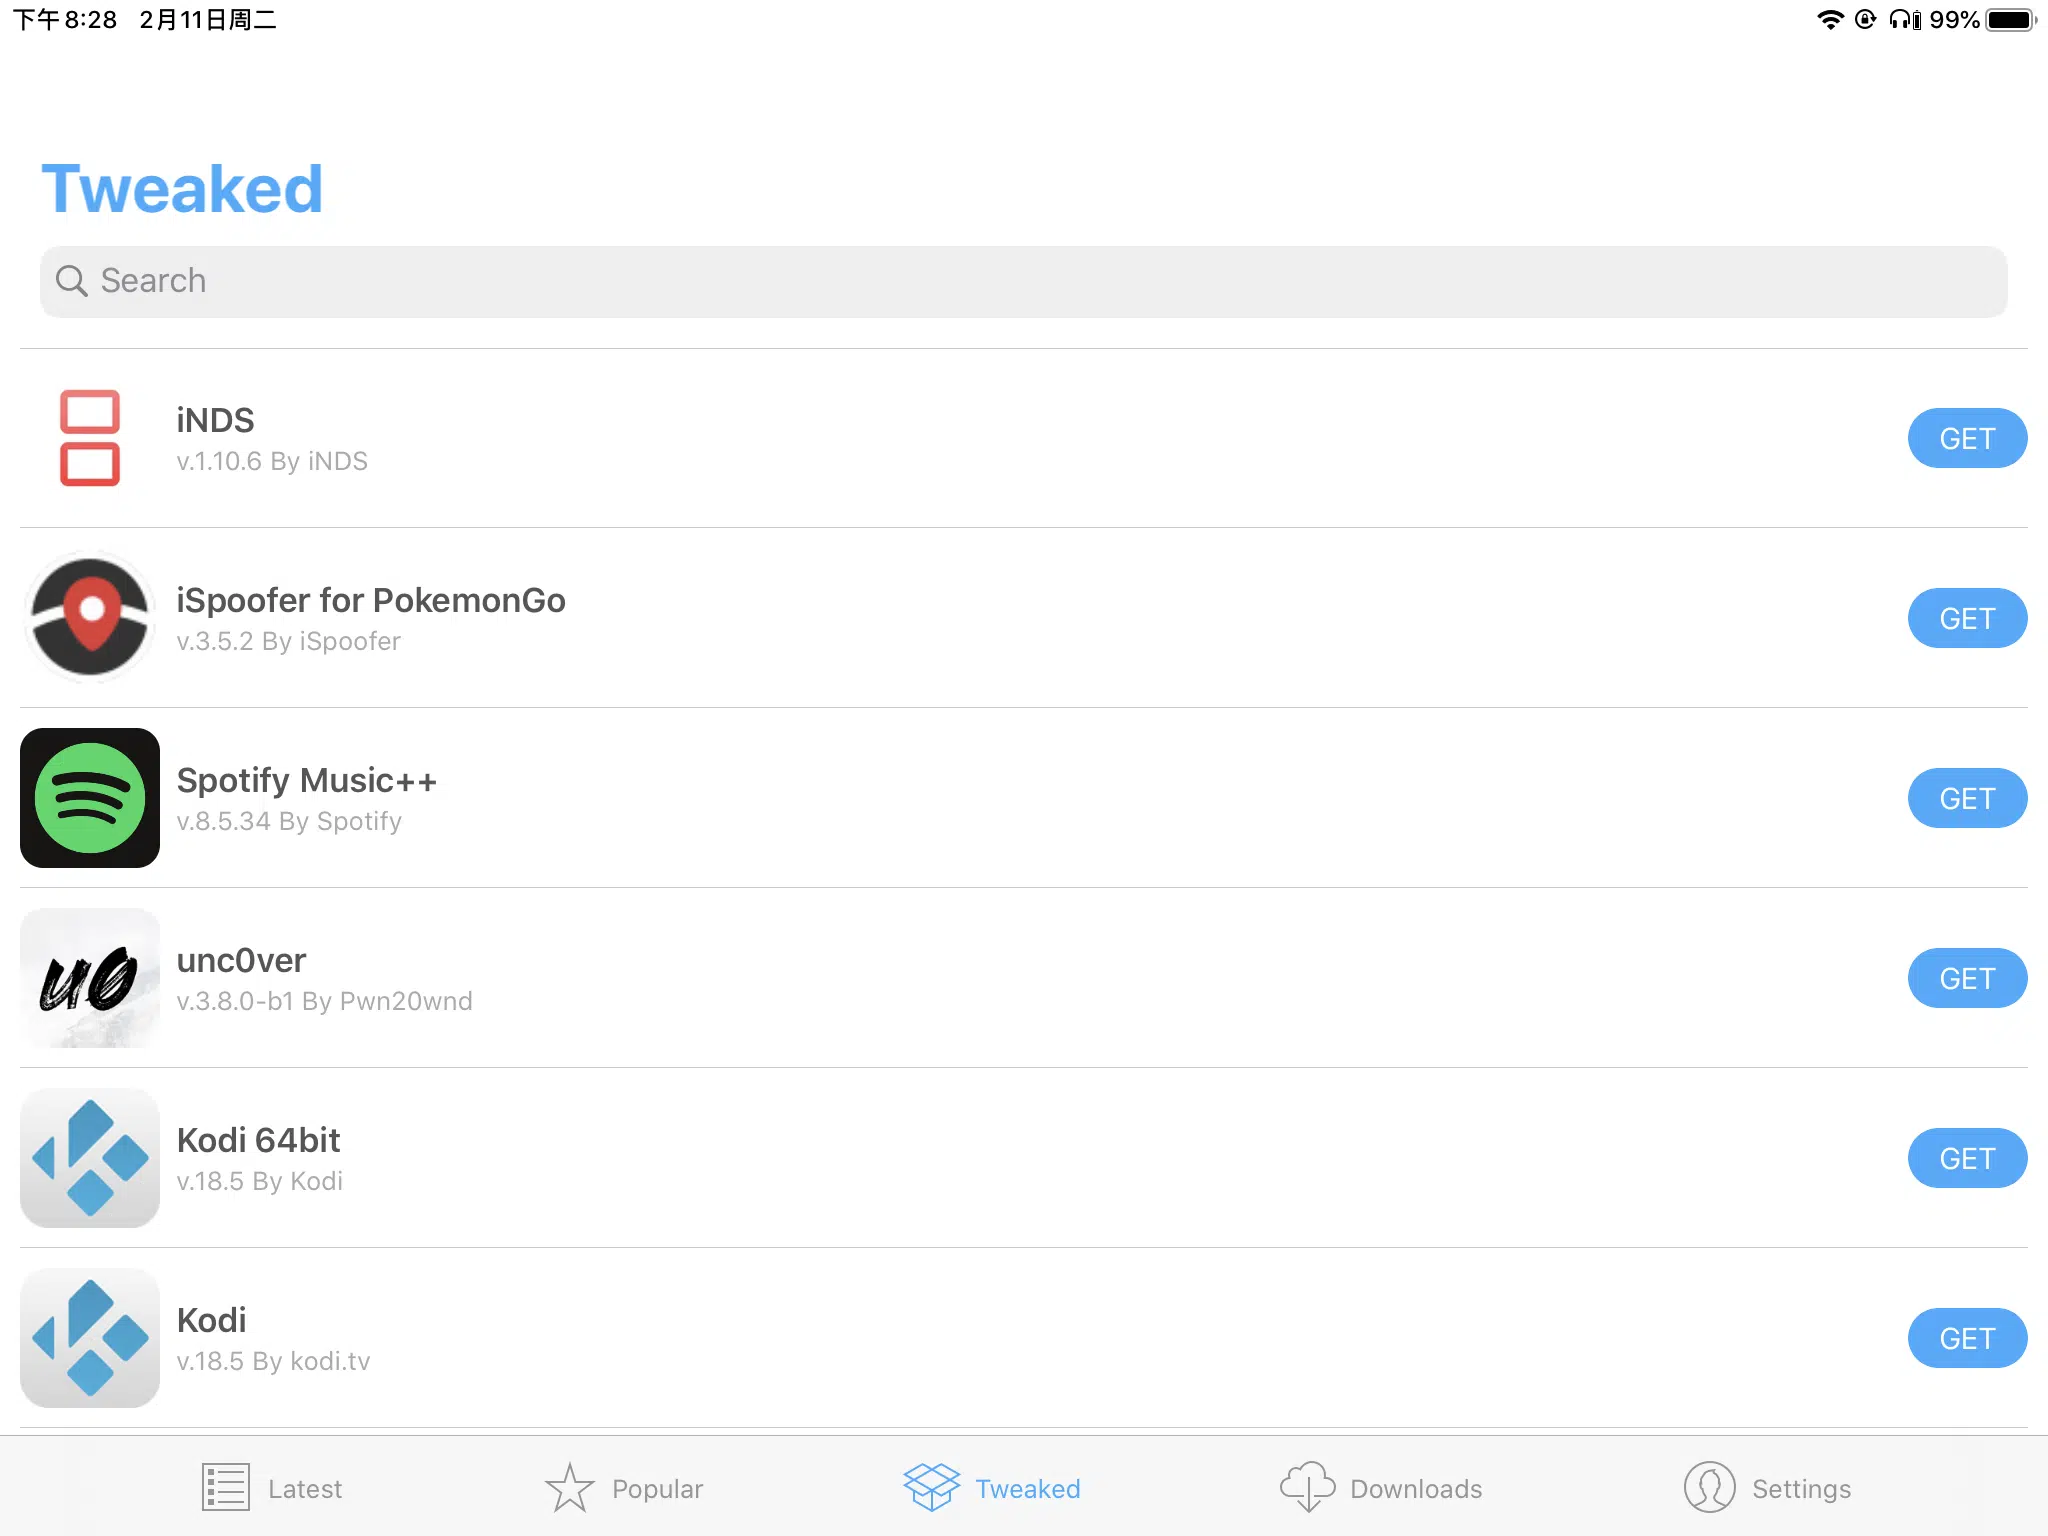 下午8:28 2月11日周二 99%
Tweaked
Search
iNDS
v.1.10.6 By iNDS
GET
iSpoofer for PokemonGo
v.3.5.2 By iSpoofer
GET
Spotify Music++
v.8.5.34 By Spotify
GET
uo
unc0ver
v.3.8.0-b1 By Pwn20wnd
GET
Kodi 64bit
v.18.5 By Kodi
GET
Kodi
v.18.5 By kodi.tv
GET
Latest Popular Tweaked Downloads Settings